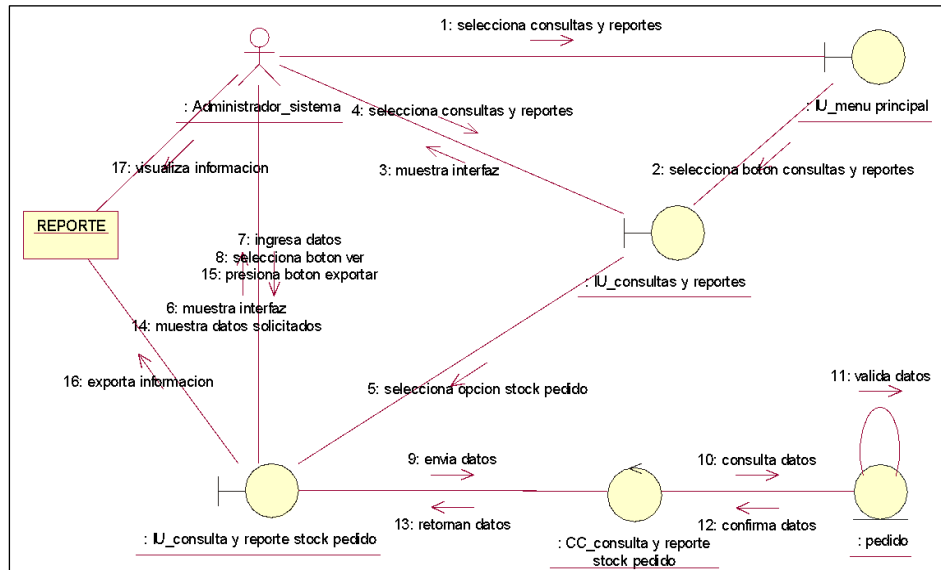 1: selecciona consultas y reportes
: Administrador_sistema
: IU_menu principal
4: selecciona consultas y reportes
17: visualiza informacion
3: muestra interfaz
2: selecciona boton consultas y reportes
REPORTE
7: ingresa datos
8: selecciona boton ver
15: presiona boton exportar
: IU_consultas y reportes
6: muestra interfaz
14: muestra datos solicitados
16: exporta informacion
5: selecciona opcion stock pedido
11: valida datos
9: envia datos
10: consulta datos
13: retornan datos
12: confirma datos
: IU_consulta y reporte stock pedido
: CC_consulta y reporte
stock pedido
: pedido